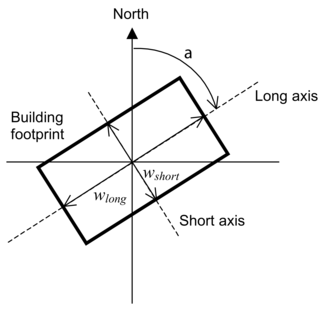 North
a
Long axis
Building
footprint
w_short
w_long
Short axis